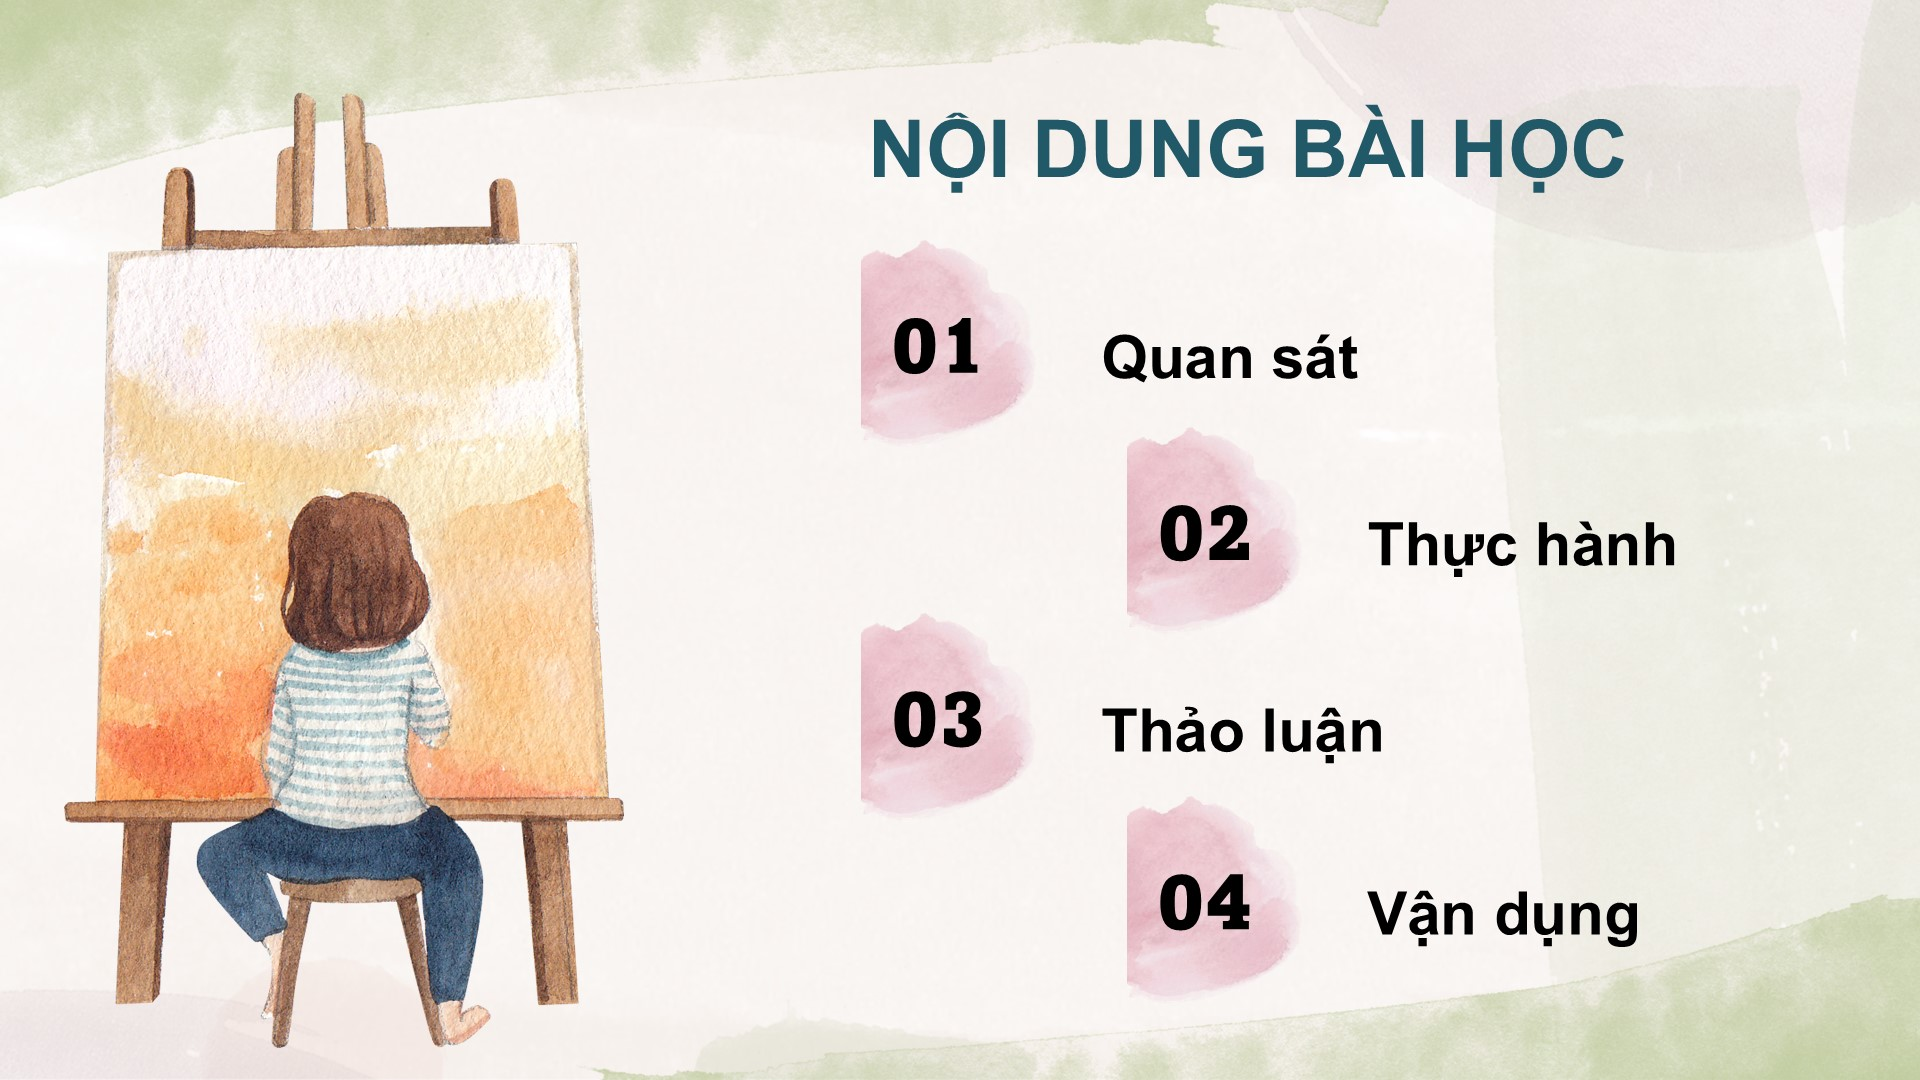 NỘI DUNG BÀI HỌC
01
Quan sát
02
Thực hành
03
Thảo luận
04
Vận dụng